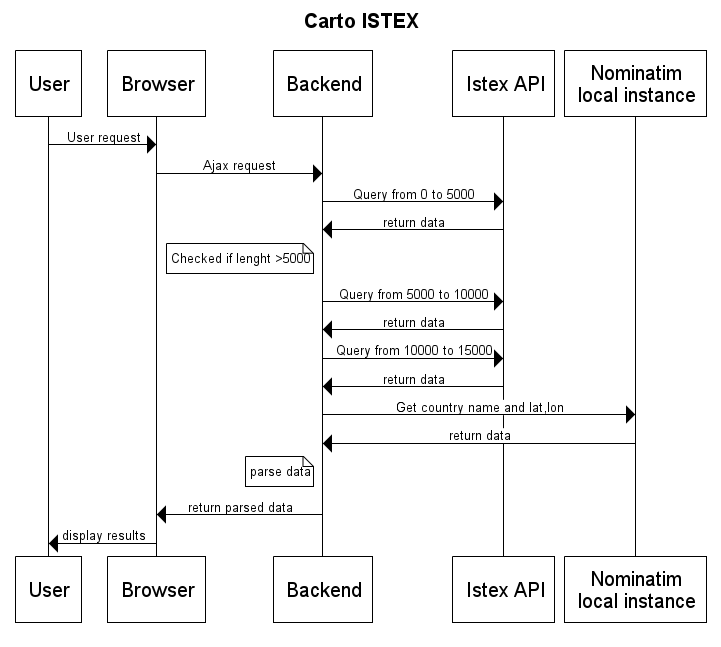 Carto ISTEX
User
Browser
Backend
Istex API
Nominatim
local instance
User request
Ajax request
Query from 0 to 5000
return data
Checked if lenght >5000
Query from 5000 to 10000
return data
Query from 10000 to 15000
return data
Get country name and lat,lon
return data
parse data
return parsed data
display results
User
Browser
Backend
Istex API
Nominatim
local instance